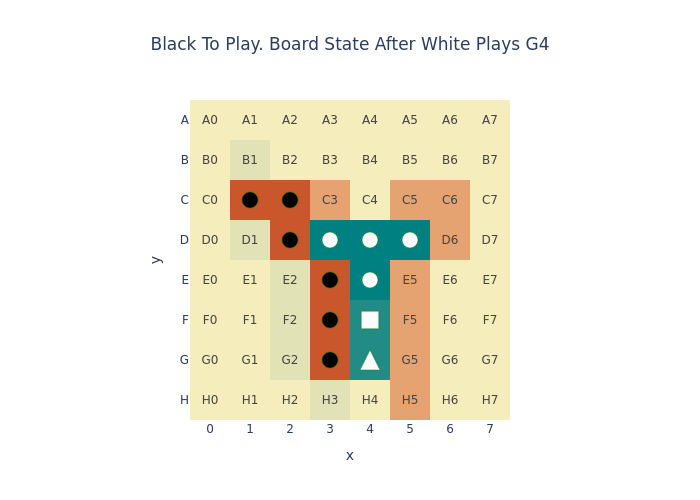 Black To Play. Board State After White Plays G4
A A0 A1 A2 A3 A4 A5 A6 A7
B B0 B1 B2 B3 B4 B5 B6 B7
C C0 C3 C4 C5 C6 C7
D D0 D1 D6 D7
y
E E0 E1 E2 E5 E6 E7
F F0 F1 F2 F5 F6 F7
G G0 G1 G2 G5 G6 G7
H H0 H1 H2 H3 H4 H5 H6 H7
0 1 2 3 4 5 6 7
x